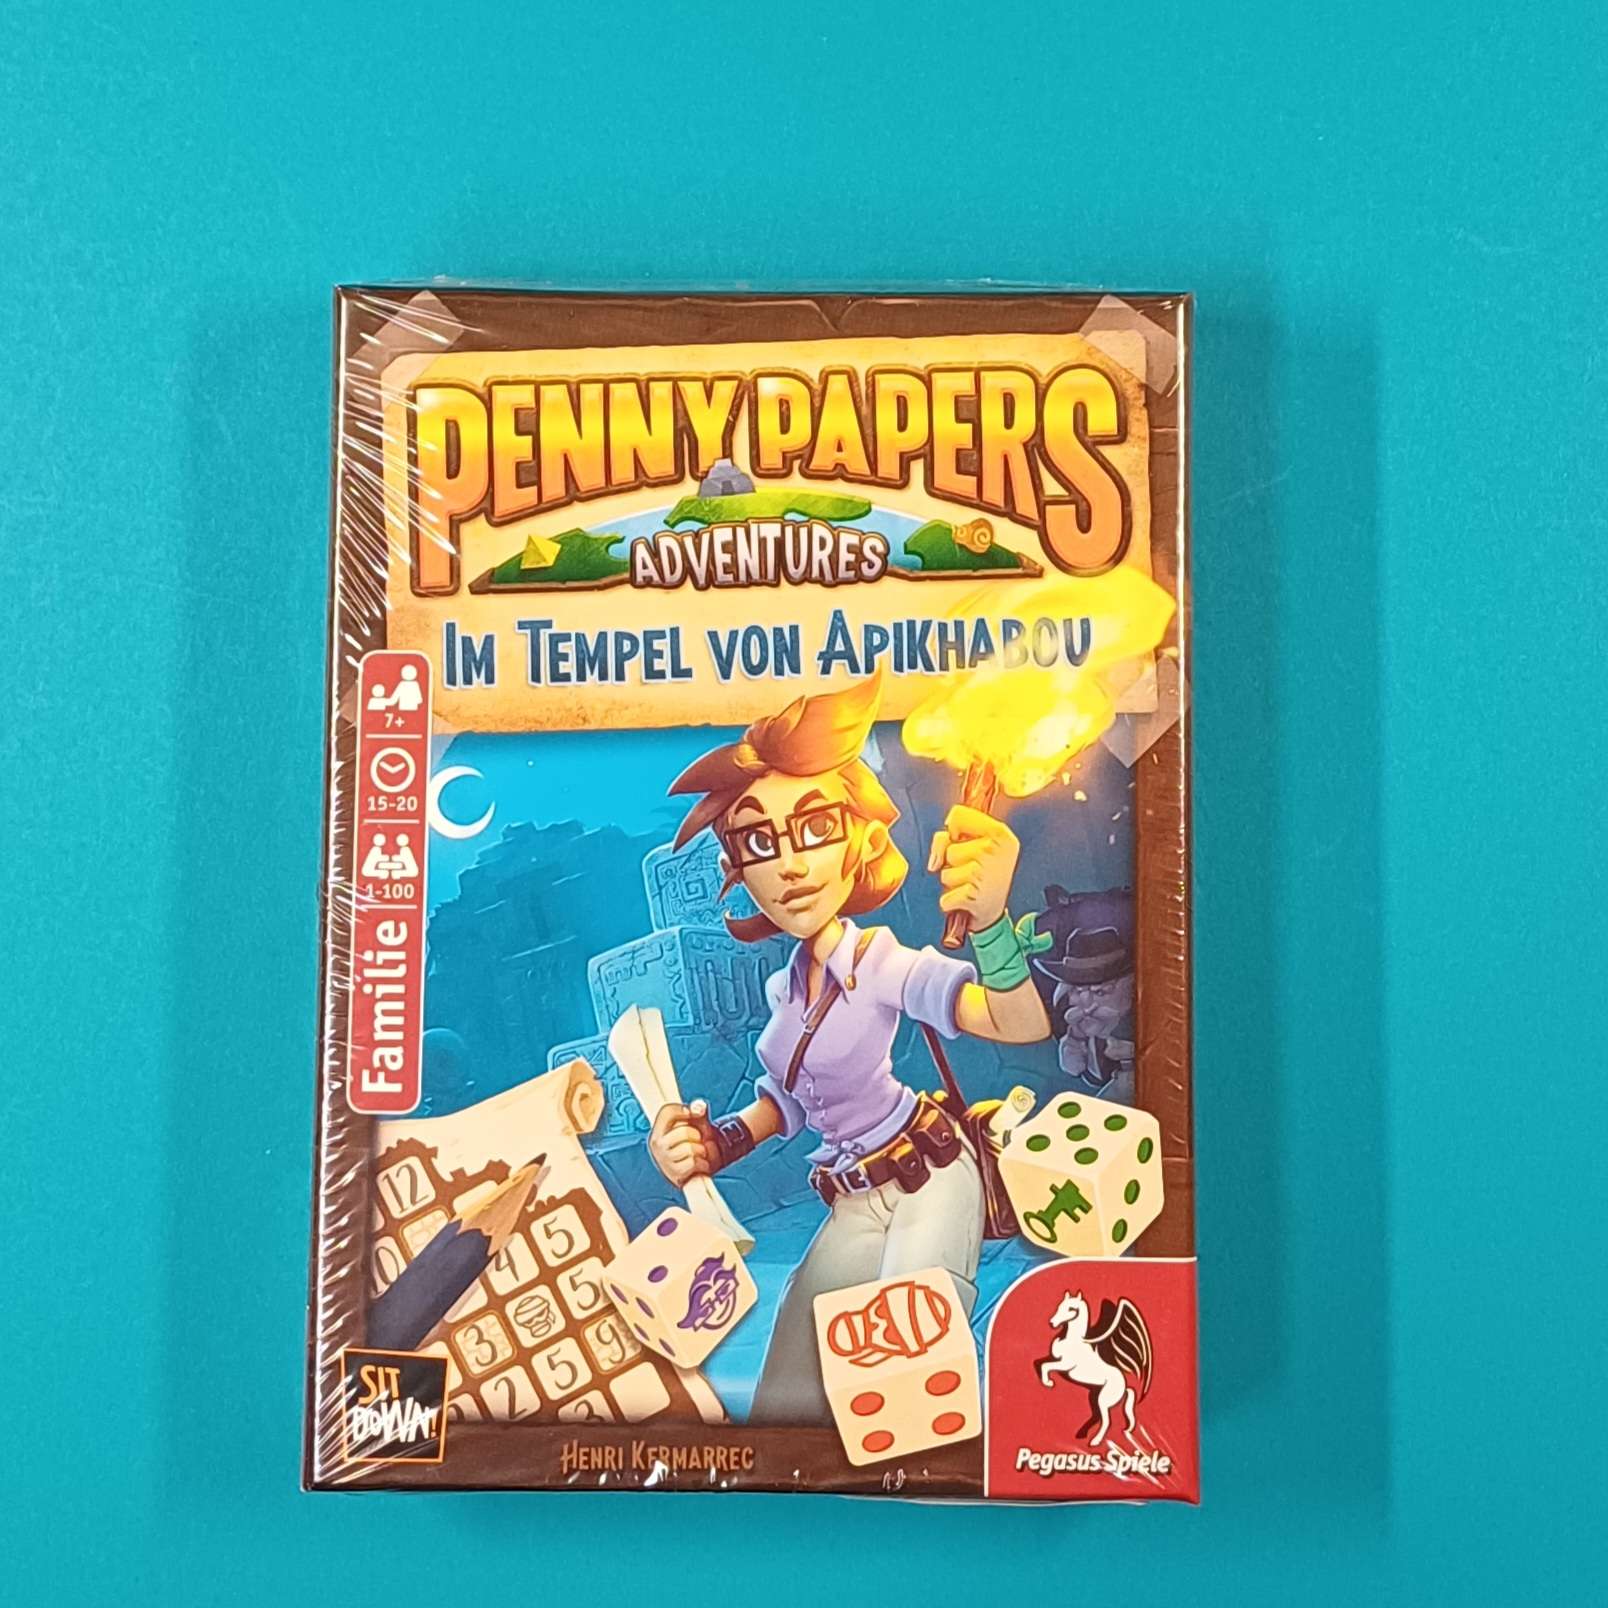 PENNY PAPERS
ADVENTURES
IM TEMPEL VON APIKHABOU
7+
15-20
1-100
Familie
12
4 5
3 5
2 5 9
SIT DOWN!
HENRI KERMARREC
Pegasus Spiele